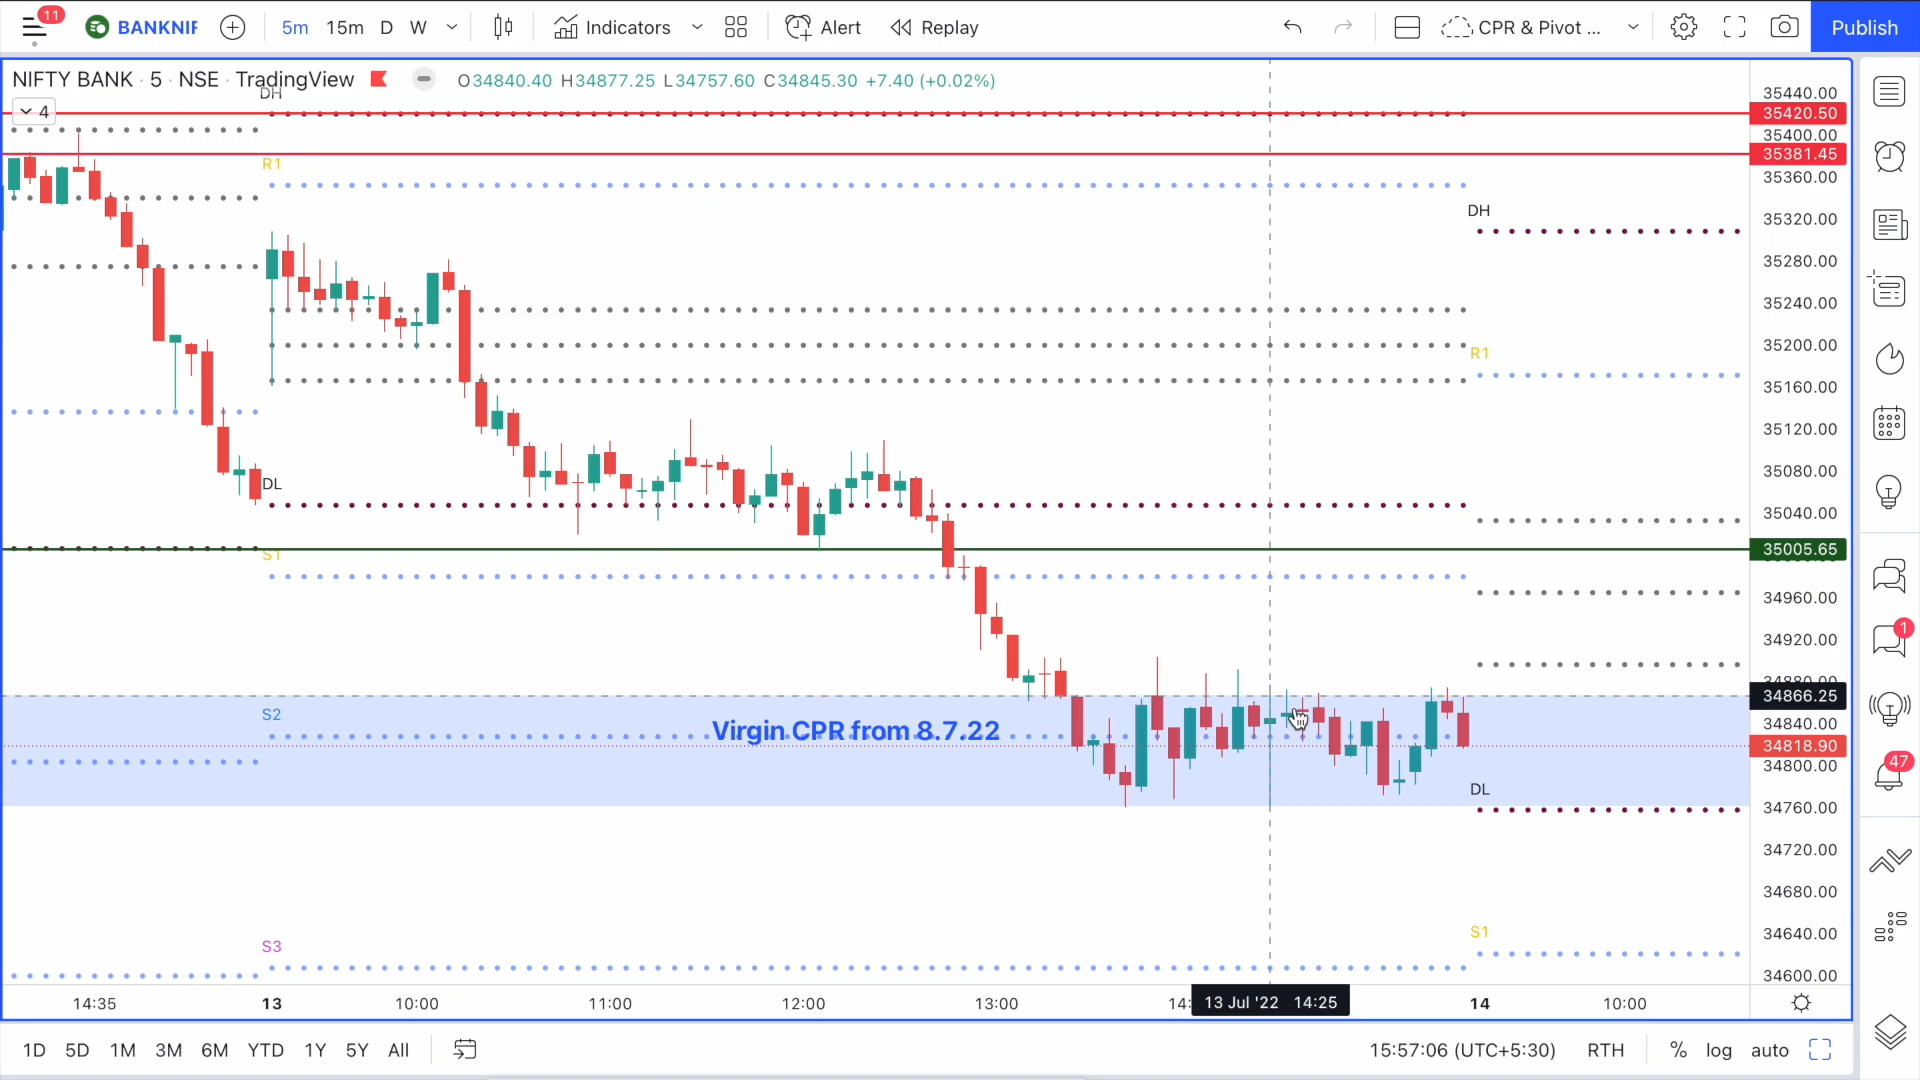 11
BANKNIF
5m 15m D W Indicators Alert Replay CPR & Pivot ... Publish
NIFTY BANK · 5 · NSE · TradingView O34840.40 H34877.25 L34757.60 C34845.30 +7.40 (+0.02%)
DH
4
R1
DL
S1
S2
S3
Virgin CPR from 8.7.22
DH
R1
DL
S1
35440.00
35420.50
35400.00
35381.45
35360.00
35320.00
35280.00
35240.00
35200.00
35160.00
35120.00
35080.00
35040.00
35005.65
34960.00
34920.00
34880.00
34866.25
34840.00
34818.90
34800.00
34760.00
34720.00
34680.00
34640.00
34600.00
14:35 13 10:00 11:00 12:00 13:00 14: 13 Jul '22 14:25 14 10:00
1D 5D 1M 3M 6M YTD 1Y 5Y All 15:57:06 (UTC+5:30) RTH % log auto
1
47